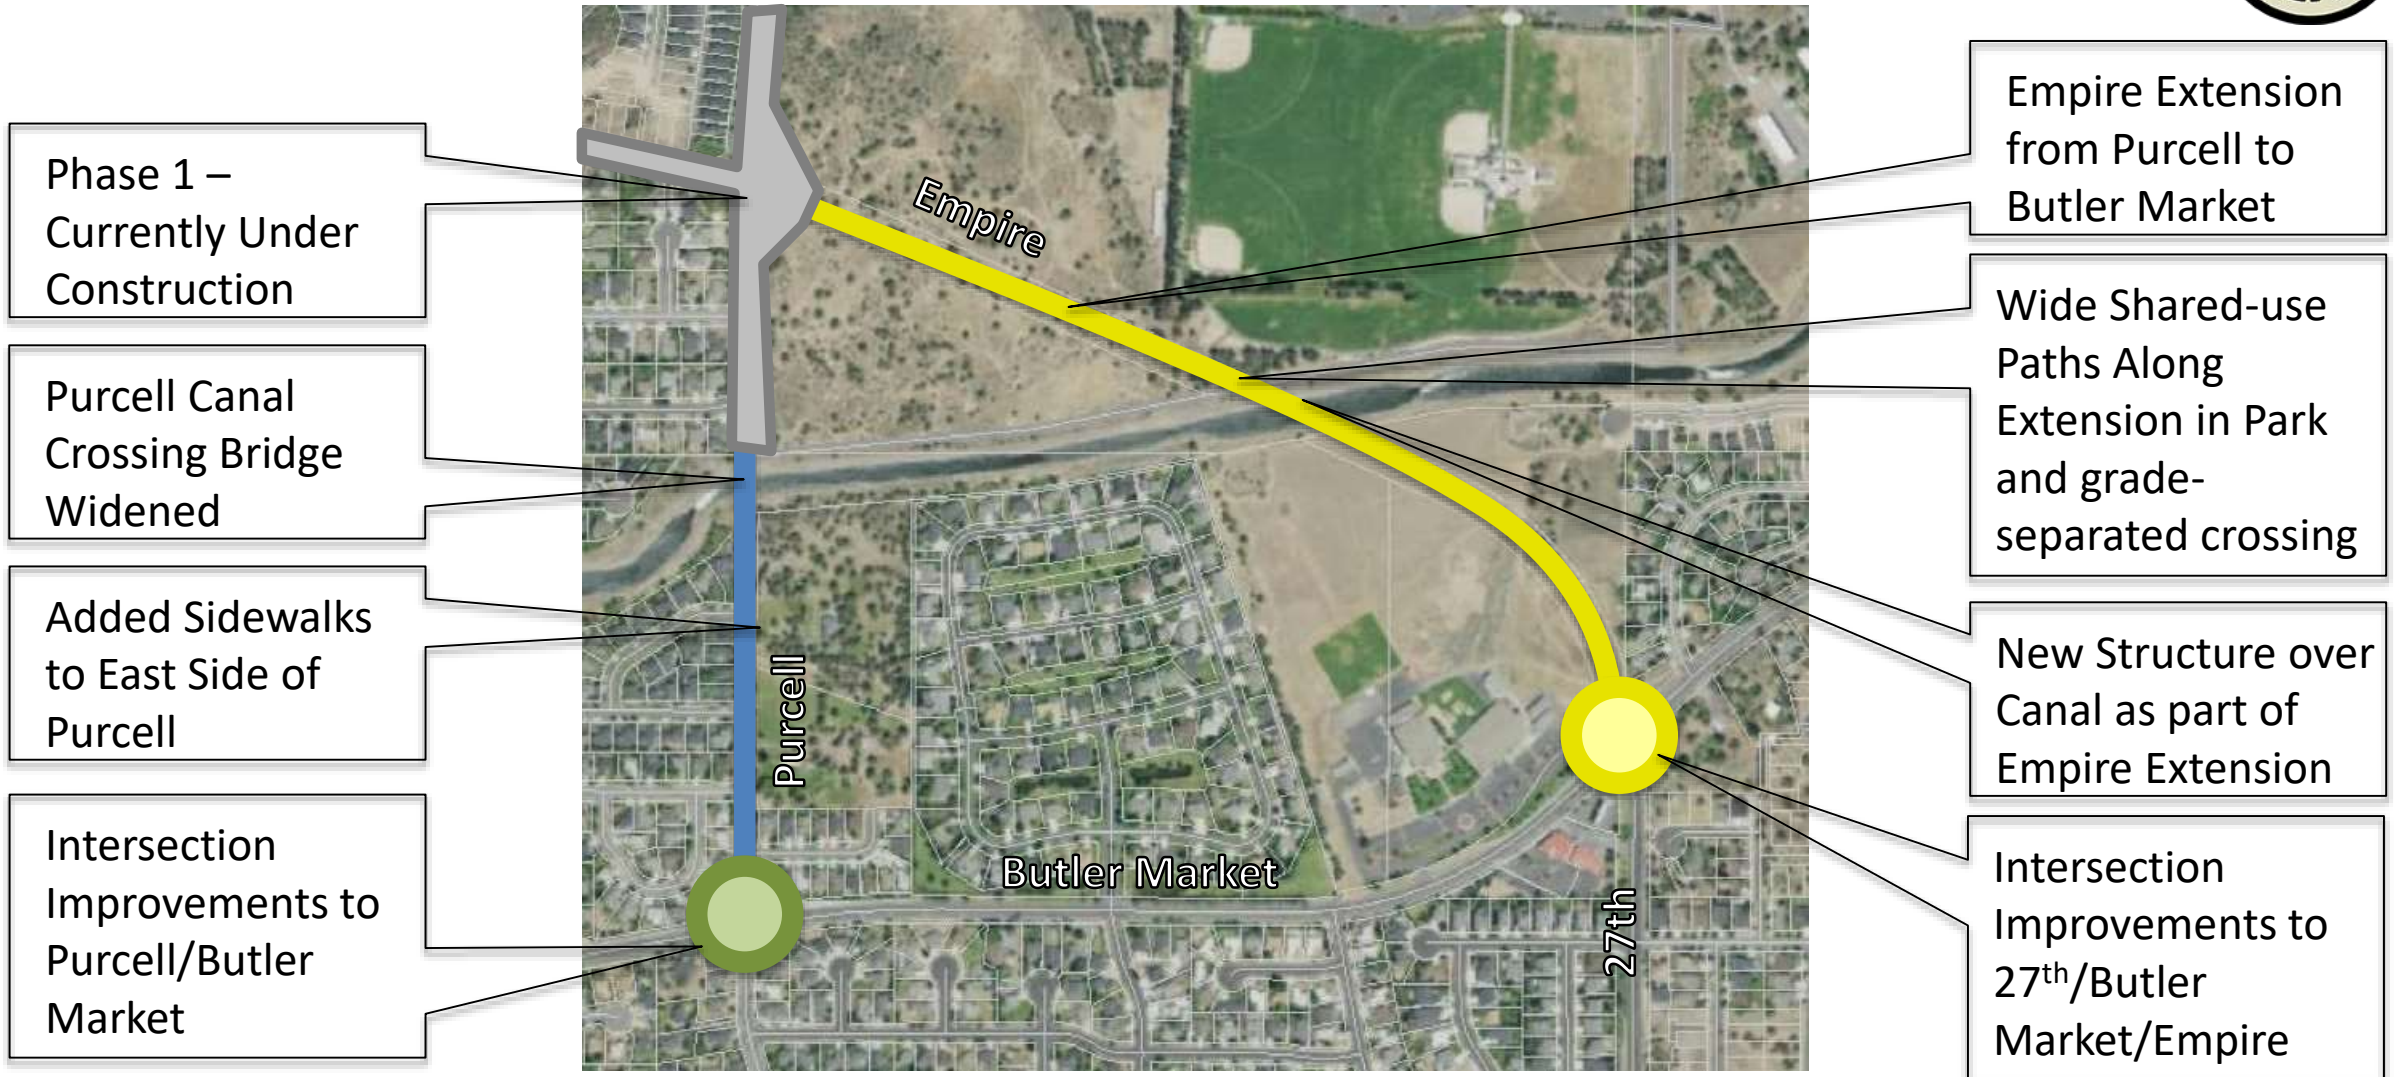 Phase 1 –
Currently Under
Construction
Purcell Canal
Crossing Bridge
Widened
Added Sidewalks
to East Side of
Purcell
Intersection
Improvements to
Purcell/Butler
Market
Empire
Purcell
Butler Market
27th
Empire Extension
from Purcell to
Butler Market
Wide Shared-use
Paths Along
Extension in Park
and grade-
separated crossing
New Structure over
Canal as part of
Empire Extension
Intersection
Improvements to
27th/Butler
Market/Empire